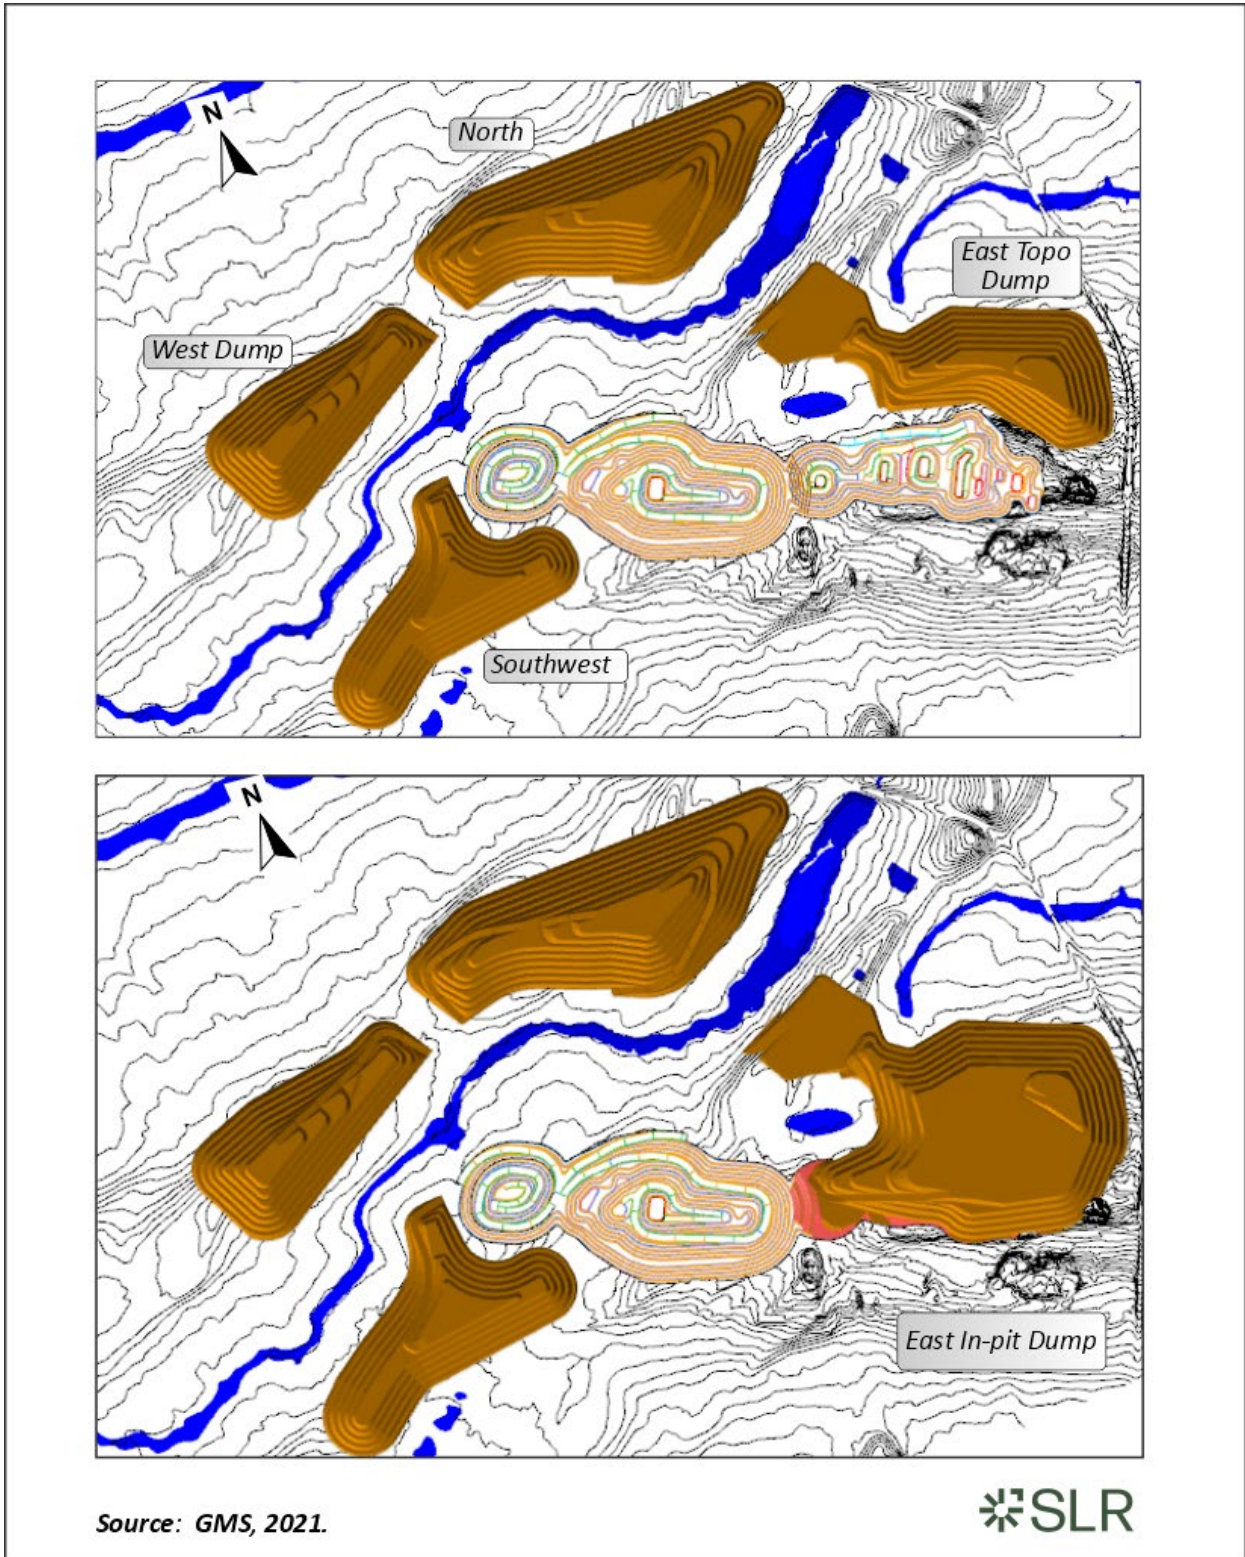 N
North
East Topo
Dump
West Dump
Southwest
N
East In-pit Dump
Source: GMS, 2021.
SLR